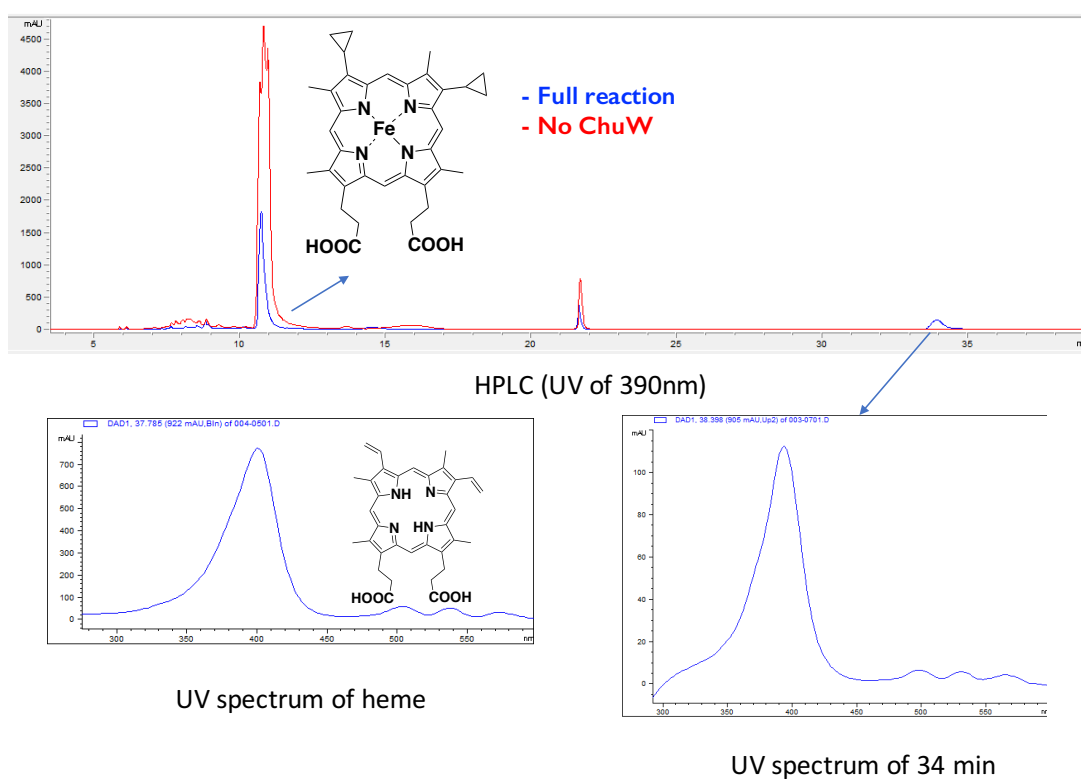 mAU
4500
4000
3500
3000
2500
2000
1500
1000
500
0
5 10 15 20 25 30 35 m
N N
Fe
N N
HOOC COOH
- Full reaction
- No ChuW
HPLC (UV of 390nm)
DAD1, 37.785 (922 mAU,Bln) of 004-0501.D
mAU
700
600
500
400
300
200
100
0
300 350 400 450 500 550 nm
NH N
N HN
HOOC COOH
UV spectrum of heme
DAD1, 38.398 (905 mAU,Up2) of 003-0701.D
mAU
100
80
60
40
20
0
300 350 400 450 500 550 nm
UV spectrum of 34 min